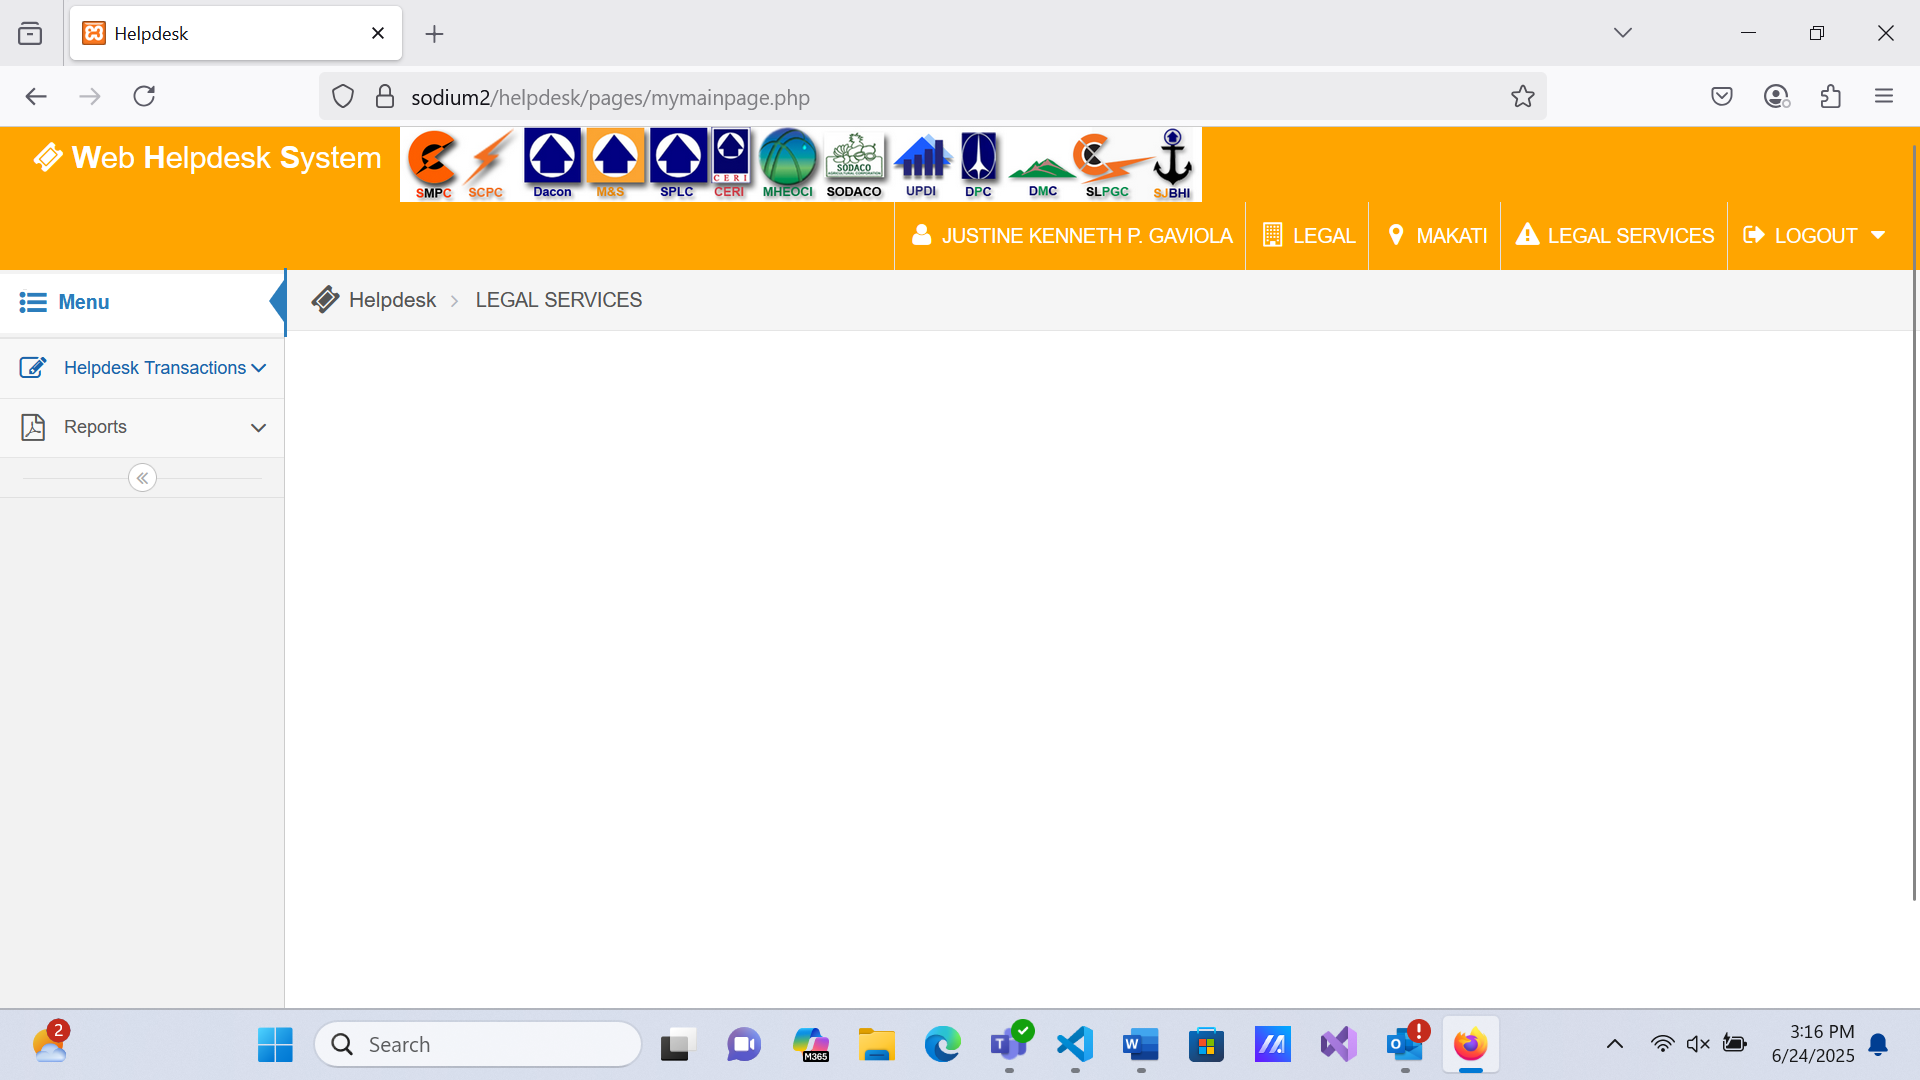 Helpdesk
sodium2/helpdesk/pages/mymainpage.php
Web Helpdesk System
SMPC SCPC Dacon M&S SPLC CERI MHEOCI SODACO UPDI DPC DMC SLPGC SJBHI
JUSTINE KENNETH P. GAVIOLA LEGAL MAKATI LEGAL SERVICES LOGOUT
Menu
Helpdesk > LEGAL SERVICES
Helpdesk Transactions
Reports
2
Search
M365
3:16 PM
6/24/2025